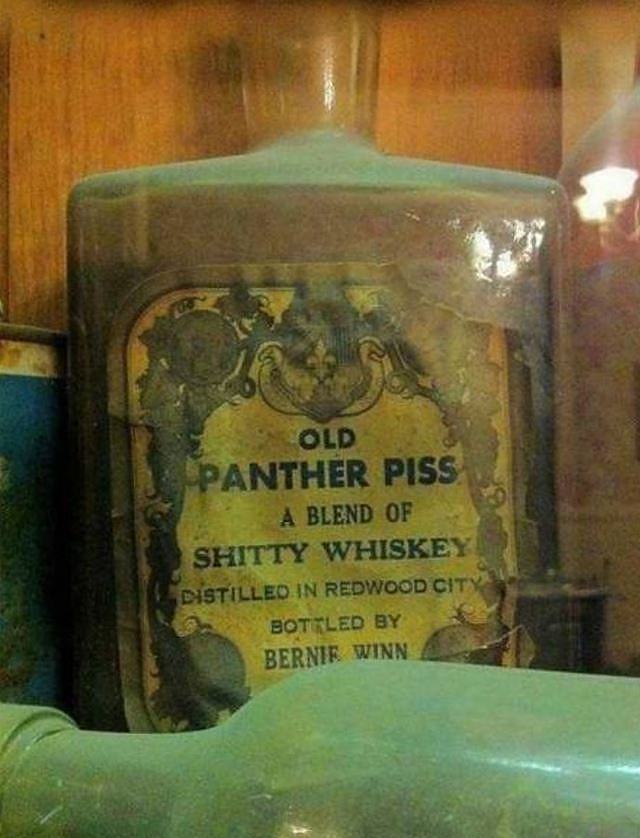 OLD
PANTHER PISS
A BLEND OF
SHITTY WHISKEY
DISTILLED IN REDWOOD CITY
BOTTLED BY
BERNIE WINN